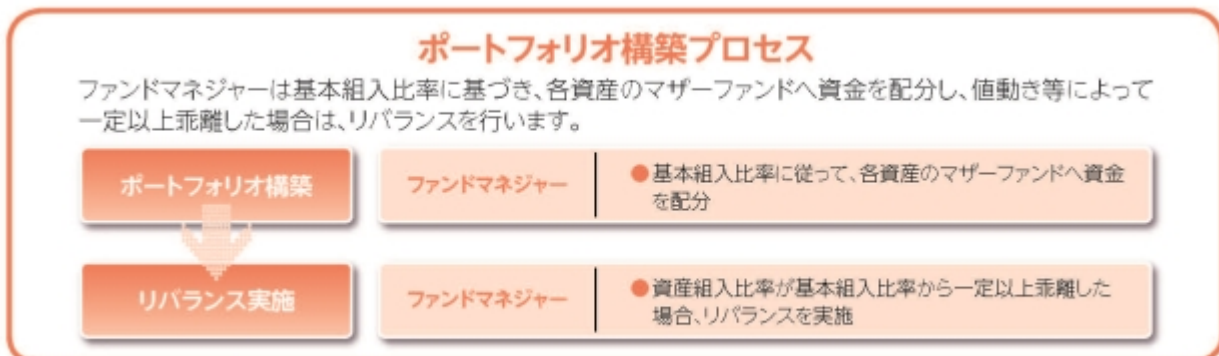 ポートフォリオ構築プロセス
ファンドマネジャーは基本組入比率に基づき、各資産のマザーファンドへ資金を配分し、値動き等によって
一定以上乖離した場合は、リバランスを行います。
ポートフォリオ構築
ファンドマネジャー
●基本組入比率に従って、各資産のマザーファンドへ資金
を配分
リバランス実施
ファンドマネジャー
●資産組入比率が基本組入比率から一定以上乖離した
場合、リバランスを実施